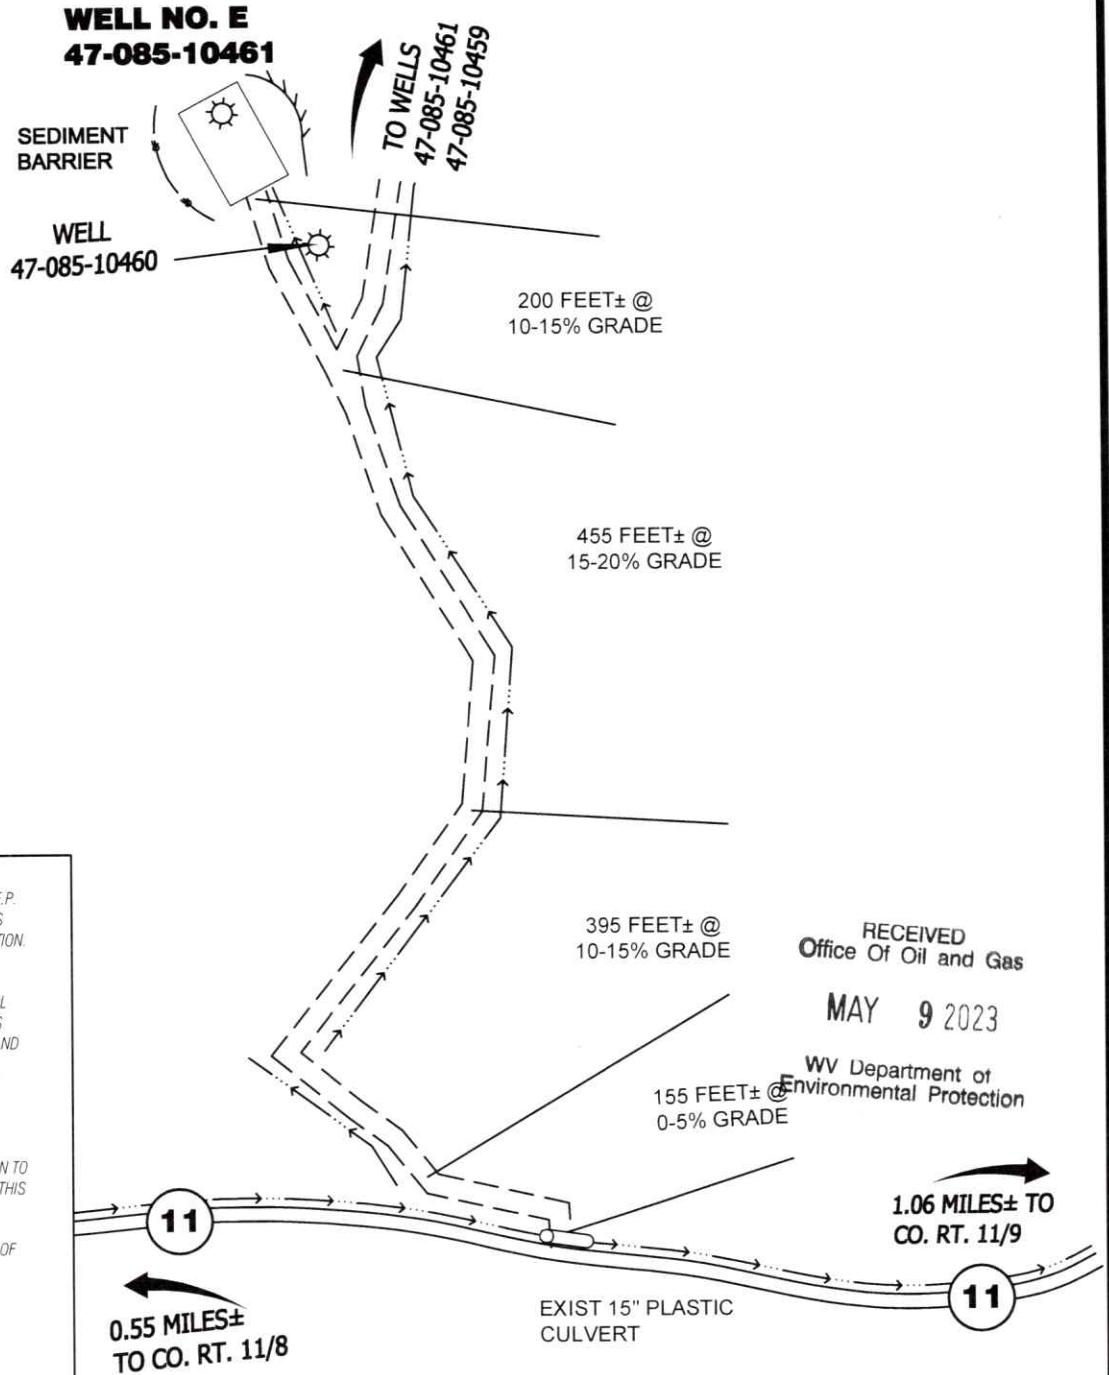 WELL NO. E
47-085-10461
TO WELLS
47-085-10461
47-085-10459
SEDIMENT
BARRIER
WELL
47-085-10460
200 FEET± @
10-15% GRADE
455 FEET± @
15-20% GRADE
395 FEET± @
10-15% GRADE
RECEIVED
Office Of Oil and Gas
MAY 9 2023
WV Department of
Environmental Protection
155 FEET± @
0-5% GRADE
N TO
THIS
OF
11
1.06 MILES± TO
CO. RT. 11/9
11
0.55 MILES±
TO CO. RT. 11/8
EXIST 15" PLASTIC
CULVERT